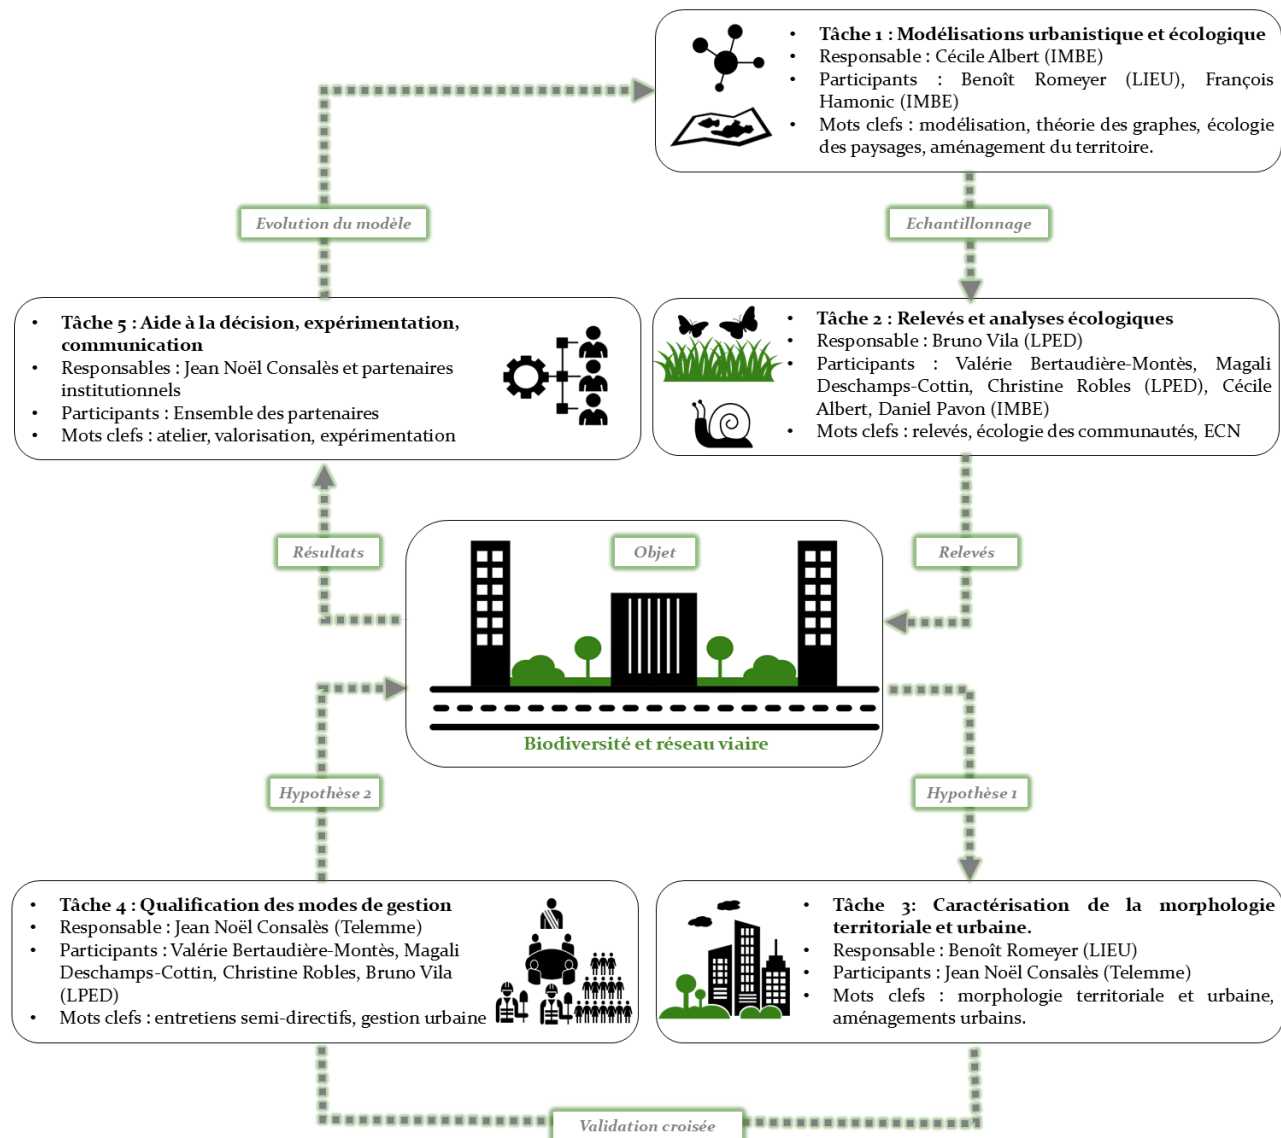 • Tâche 1 : Modélisations urbanistique et écologique
• Responsable : Cécile Albert (IMBE)
• Participants : Benoît Romeyer (LIEU), François
Hamonic (IMBE)
• Mots clefs : modélisation, théorie des graphes, écologie
des paysages, aménagement du territoire.
Evolution du modèle
Echantillonnage
• Tâche 5 : Aide à la décision, expérimentation,
communication
• Responsables : Jean Noël Consalès et partenaires
institutionnels
• Participants : Ensemble des partenaires
• Mots clefs : atelier, valorisation, expérimentation
• Tâche 2 : Relevés et analyses écologiques
• Responsable : Bruno Vila (LPED)
• Participants : Valérie Bertaudière-Montès, Magali
Deschamps-Cottin, Christine Robles (LPED), Cécile
Albert, Daniel Pavon (IMBE)
• Mots clefs : relevés, écologie des communautés, ECN
Résultats
Objet
Relevés
Biodiversité et réseau viaire
Hypothèse 2
Hypothèse 1
• Tâche 4 : Qualification des modes de gestion
• Responsable : Jean Noël Consalès (Telemme)
• Participants : Valérie Bertaudière-Montès, Magali
Deschamps-Cottin, Christine Robles, Bruno Vila
(LPED)
• Mots clefs : entretiens semi-directifs, gestion urbaine
• Tâche 3: Caractérisation de la morphologie
territoriale et urbaine.
• Responsable : Benoît Romeyer (LIEU)
• Participants : Jean Noël Consalès (Telemme)
• Mots clefs : morphologie territoriale et urbaine,
aménagements urbains.
Validation croisée